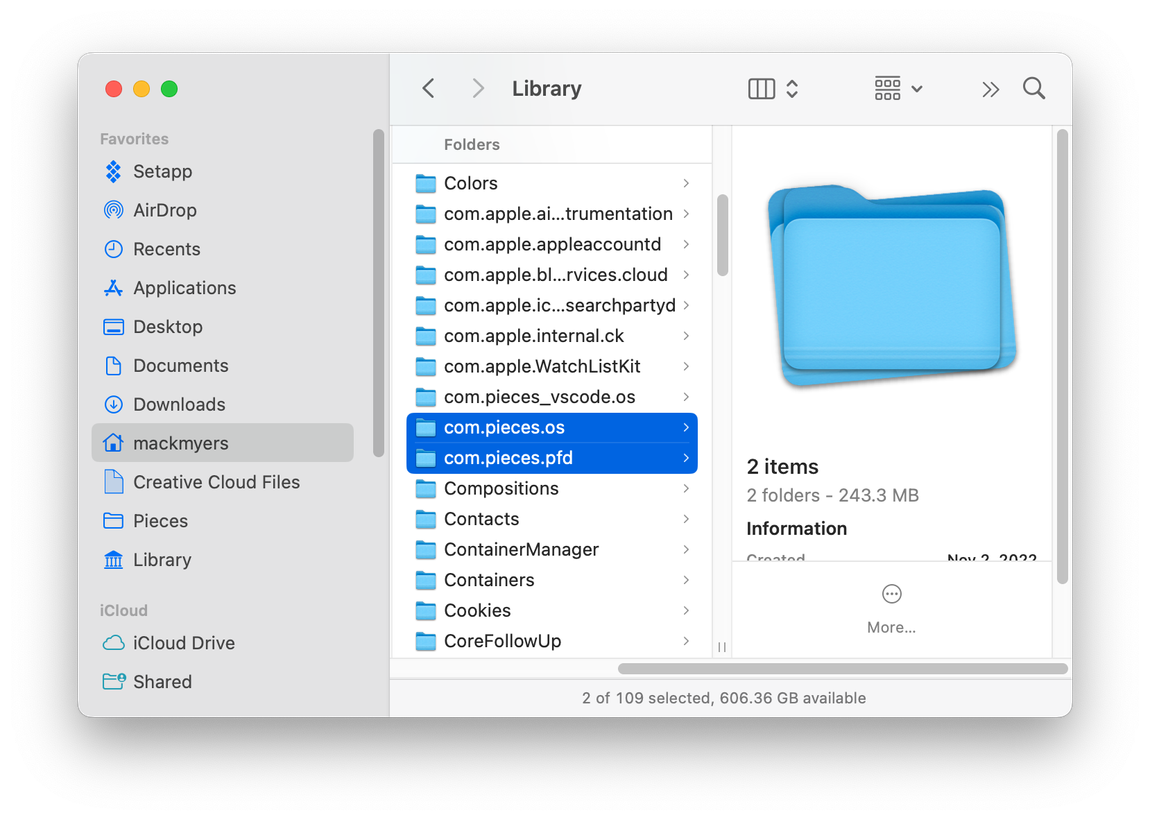 Library
Favorites
Setapp
AirDrop
Recents
Applications
Desktop
Documents
Downloads
mackmyers
Creative Cloud Files
Pieces
Library
iCloud
iCloud Drive
Shared
Folders
Colors
com.apple.ai...trumentation
com.apple.appleaccountd
com.apple.bl...rvices.cloud
com.apple.ic...searchpartyd
com.apple.internal.ck
com.apple.WatchListKit
com.pieces_vscode.os
com.pieces.os
com.pieces.pfd
Compositions
Contacts
ContainerManager
Containers
Cookies
CoreFollowUp
2 items
2 folders - 243.3 MB
Information
Created Nov 2, 2022
More...
2 of 109 selected, 606.36 GB available